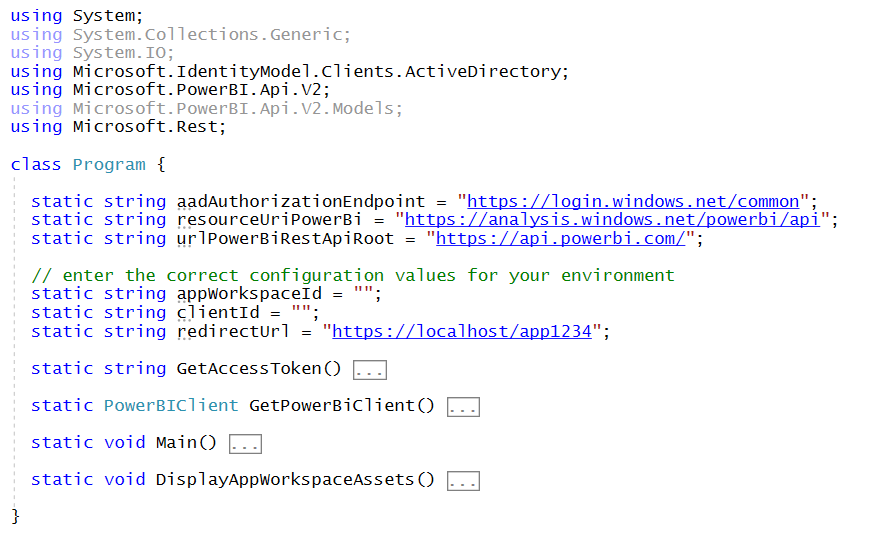 using System;
using System.Collections.Generic;
using System.IO;
using Microsoft.IdentityModel.Clients.ActiveDirectory;
using Microsoft.PowerBI.Api.V2;
using Microsoft.PowerBI.Api.V2.Models;
using Microsoft.Rest;
class Program {
static string aadAuthorizationEndpoint = "https://login.windows.net/common";
static string resourceUriPowerBi = "https://analysis.windows.net/powerbi/api";
static string urlPowerBiRestApiRoot = "https://api.powerbi.com/";
// enter the correct configuration values for your environment
static string appWorkspaceId = "";
static string clientId = "";
static string redirectUrl = "https://localhost/app1234";
static string GetAccessToken() ...
static PowerBIClient GetPowerBiClient() ...
static void Main() ...
static void DisplayAppWorkspaceAssets() ...
}